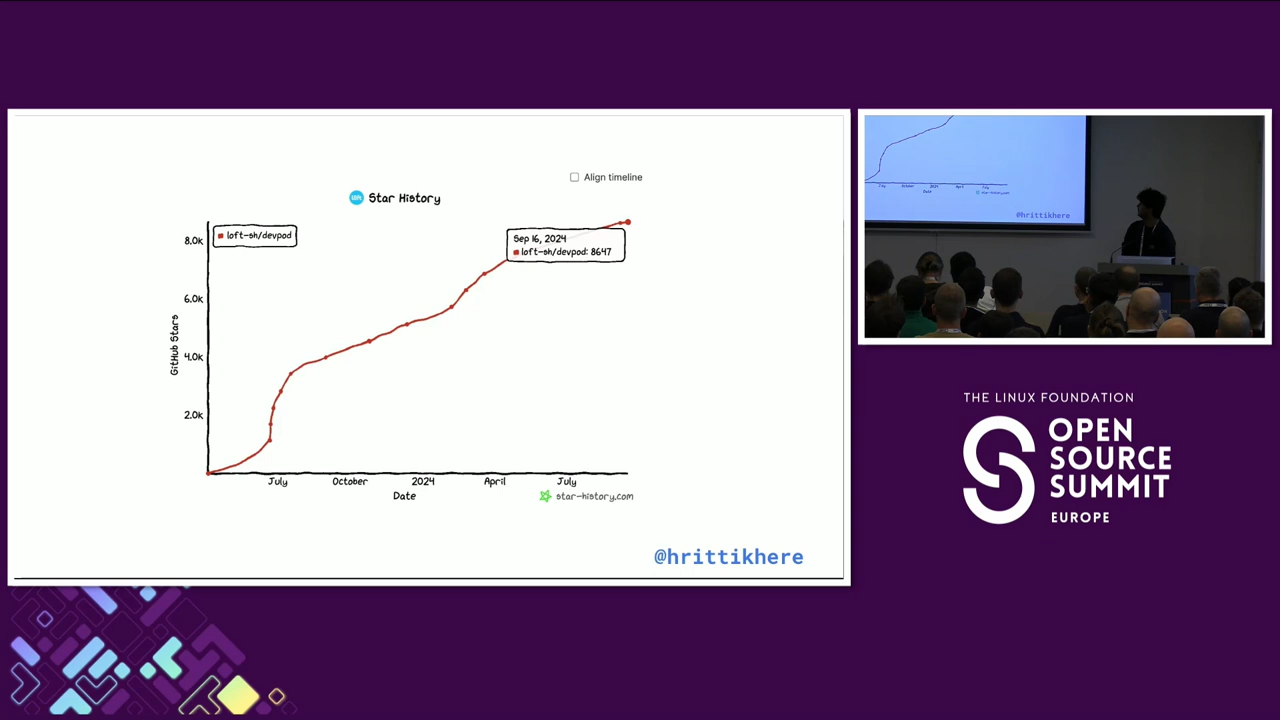 Align timeline
Star History
loft-sh/devpod
Sep 16, 2024
loft-sh/devpod: 8647
8.0k
6.0k
4.0k
2.0k
GitHub Stars
July
October
2024
April
July
Date
star-history.com
@hrittikhere
@hrittikhere
THE LINUX FOUNDATION
OPEN
SOURCE
SUMMIT
EUROPE